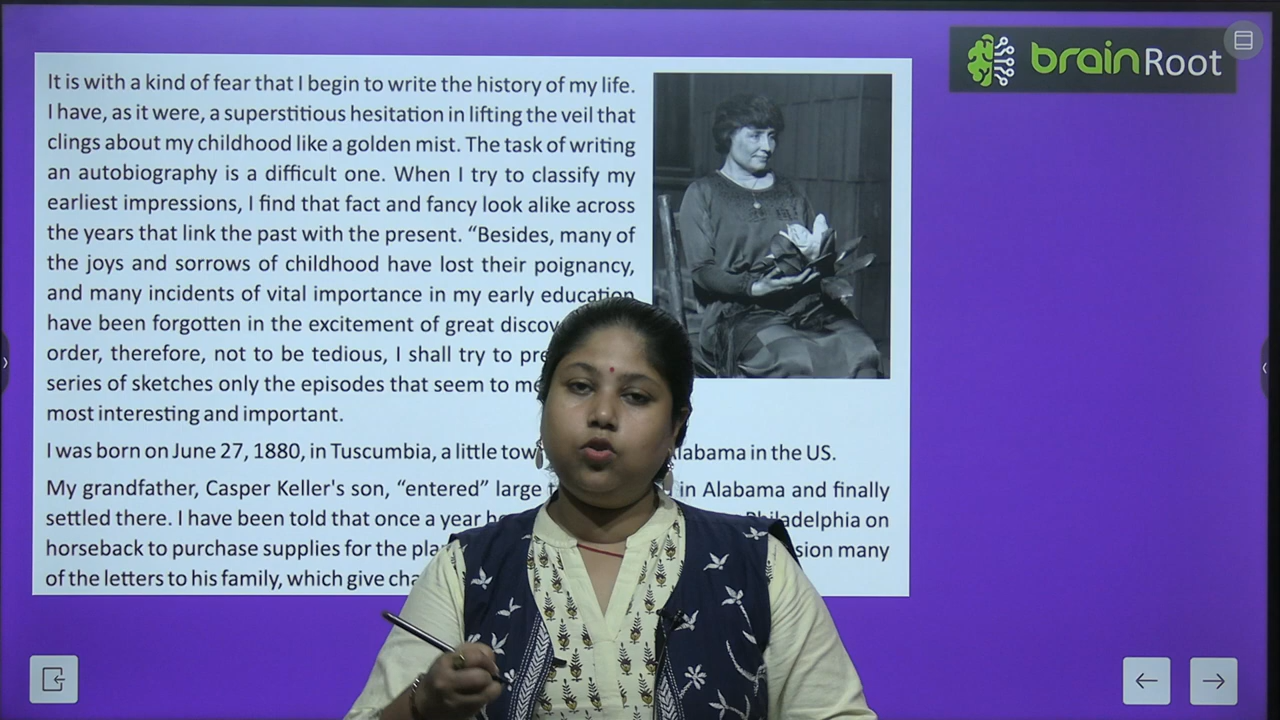 It is with a kind of fear that I begin to write the history of my life.
I have, as it were, a superstitious hesitation in lifting the veil that
clings about my childhood like a golden mist. The task of writing
an autobiography is a difficult one. When I try to classify my
earliest impressions, I find that fact and fancy look alike across
the years that link the past with the present. “Besides, many of
the joys and sorrows of childhood have lost their poignancy,
and many incidents of vital importance in my early education
have been forgotten in the excitement of great
order, therefore, not to be tedious, I shall try to
series of sketches only the episodes that seem to me
most interesting and important.
I was born on June 27, 1880, in Tuscumbia, a little in the US.
My grandfather, Casper Keller's son, “entered” large in Alabama and finally
settled there. I have been told that once a year Philadelphia on
horseback to purchase supplies for the many
of the letters to his family, which give
brainRoot